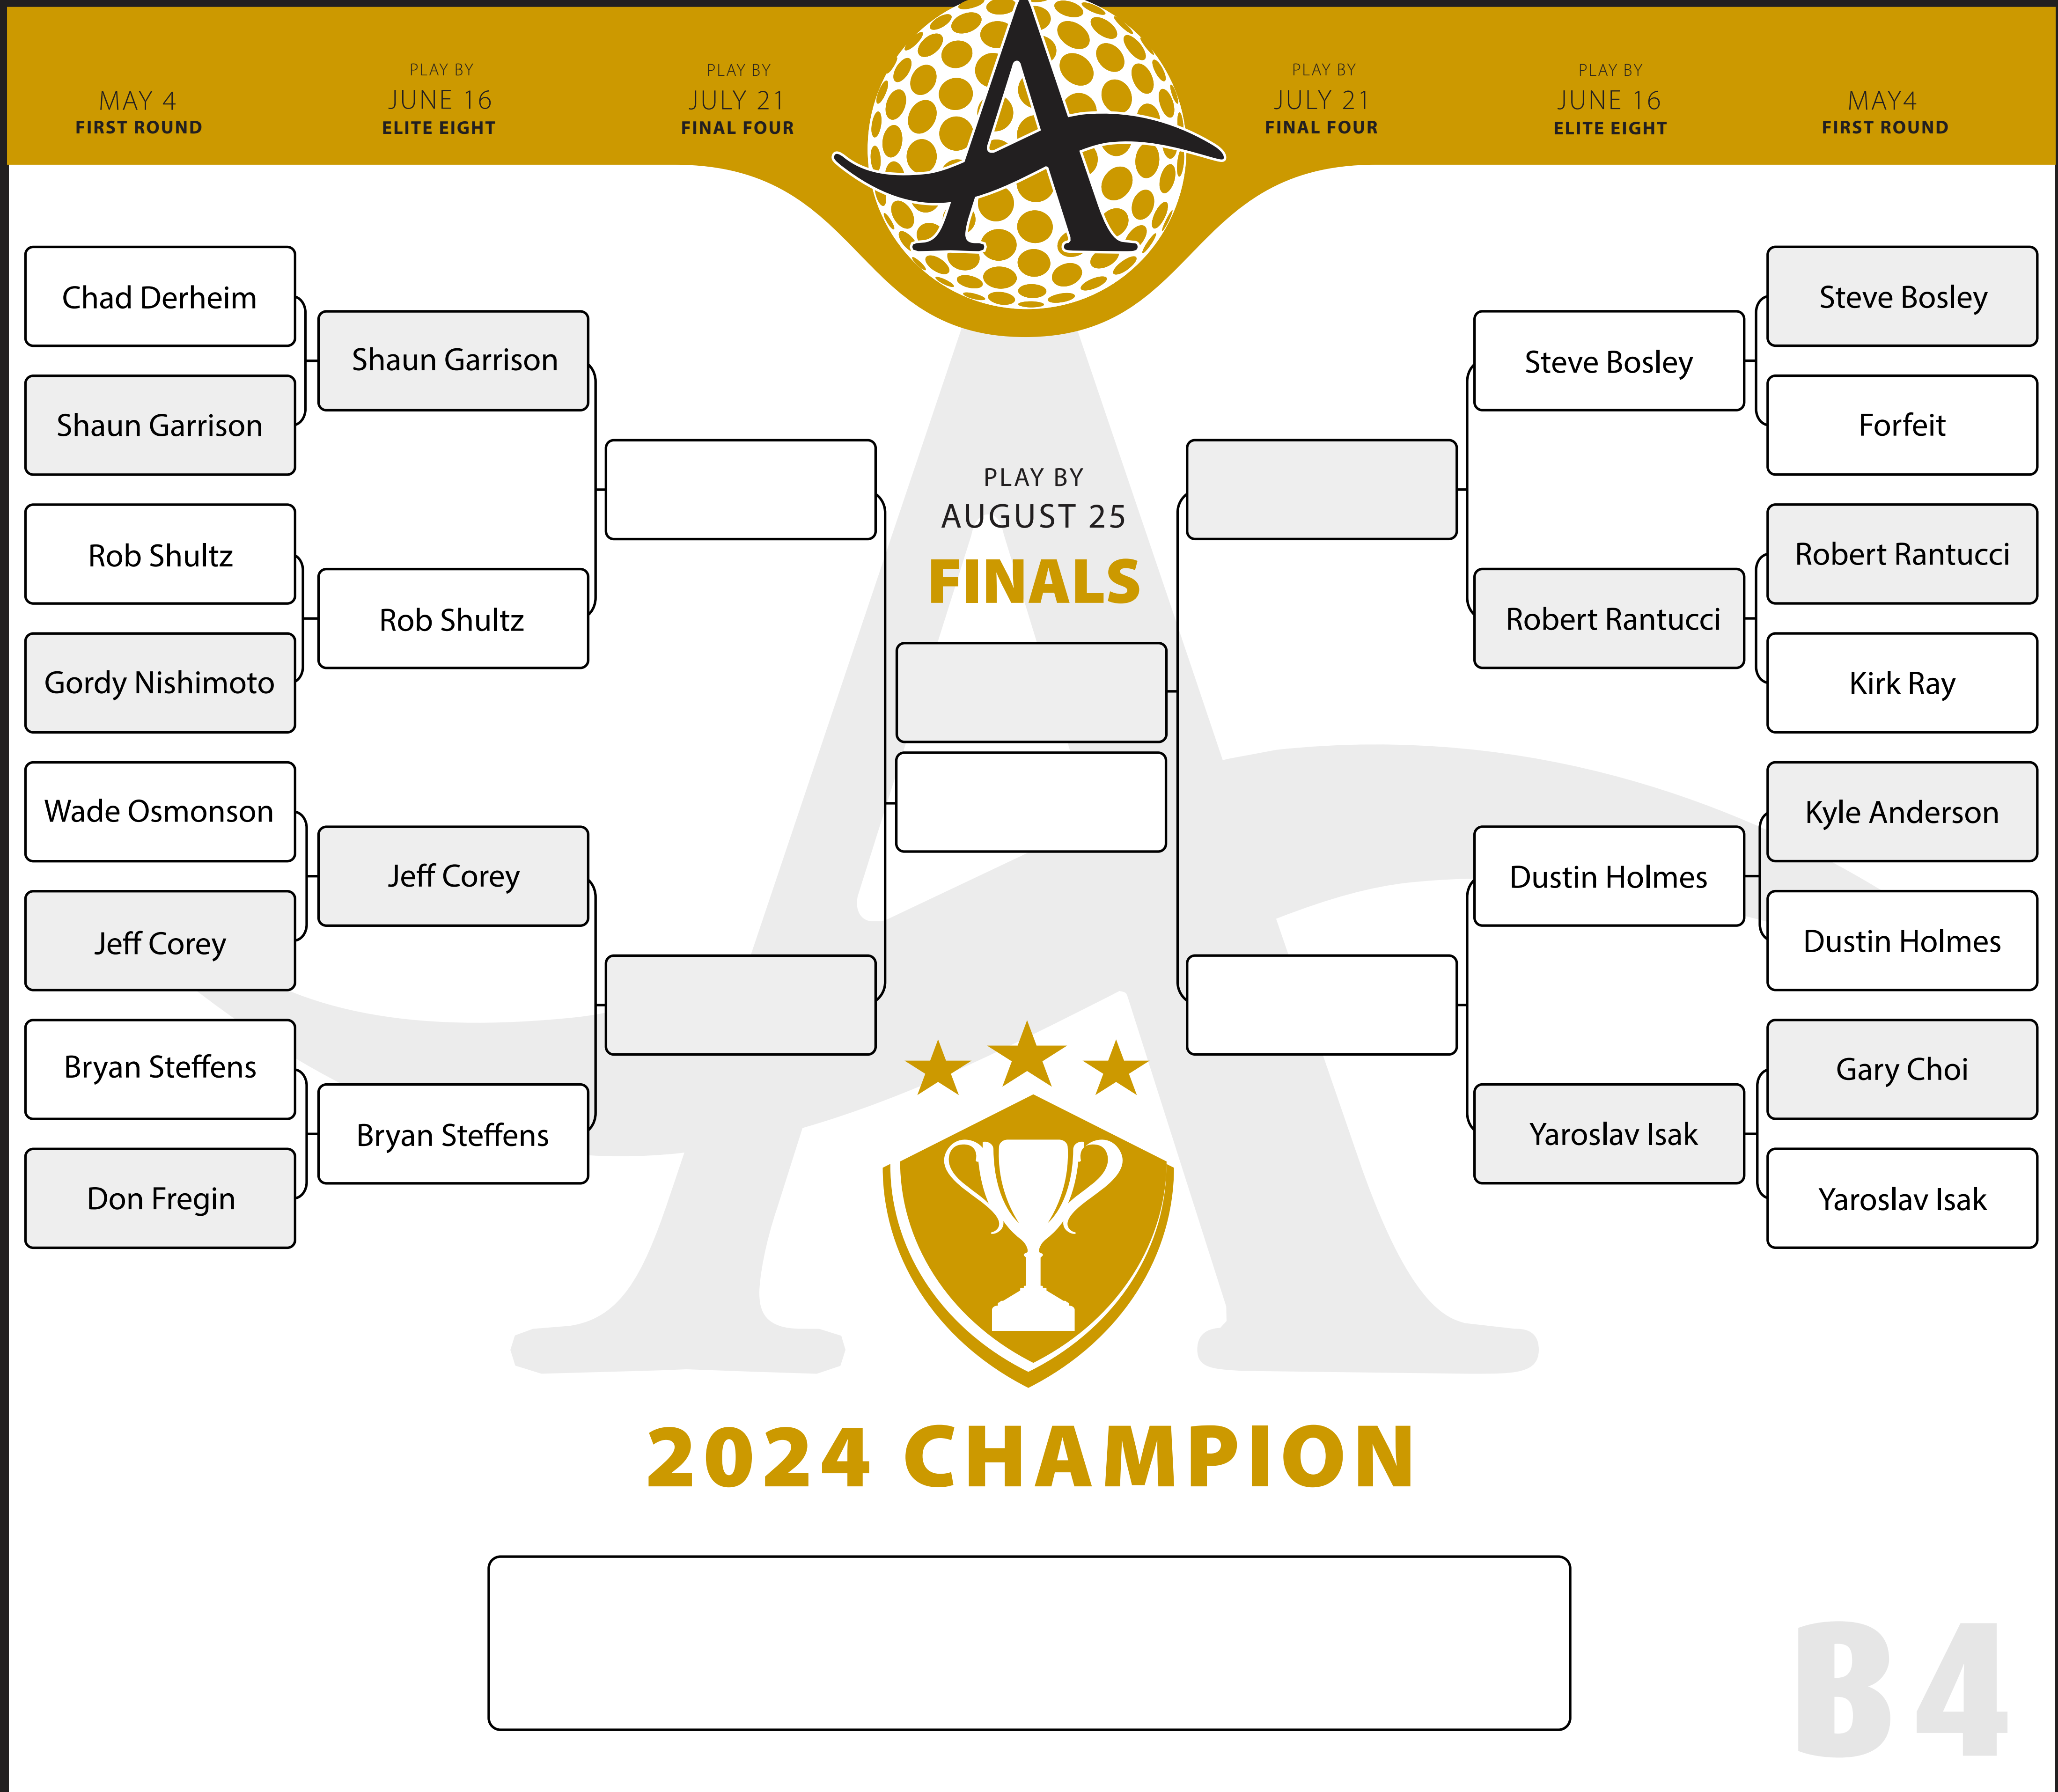 MAY 4
FIRST ROUND
PLAY BY
JUNE 16
ELITE EIGHT
PLAY BY
JULY 21
FINAL FOUR
A
PLAY BY
JULY 21
FINAL FOUR
PLAY BY
JUNE 16
ELITE EIGHT
MAY4
FIRST ROUND
Chad Derheim
Shaun Garrison
Rob Shultz
Gordy Nishimoto
Wade Osmonson
Jeff Corey
Bryan Steffens
Don Fregin
Shaun Garrison
Rob Shultz
Jeff Corey
Bryan Steffens
PLAY BY
AUGUST 25
FINALS
Steve Bosley
Robert Rantucci
Dustin Holmes
Yaroslav Isak
Steve Bosley
Forfeit
Robert Rantucci
Kirk Ray
Kyle Anderson
Dustin Holmes
Gary Choi
Yaroslav Isak
2024 CHAMPION
B4